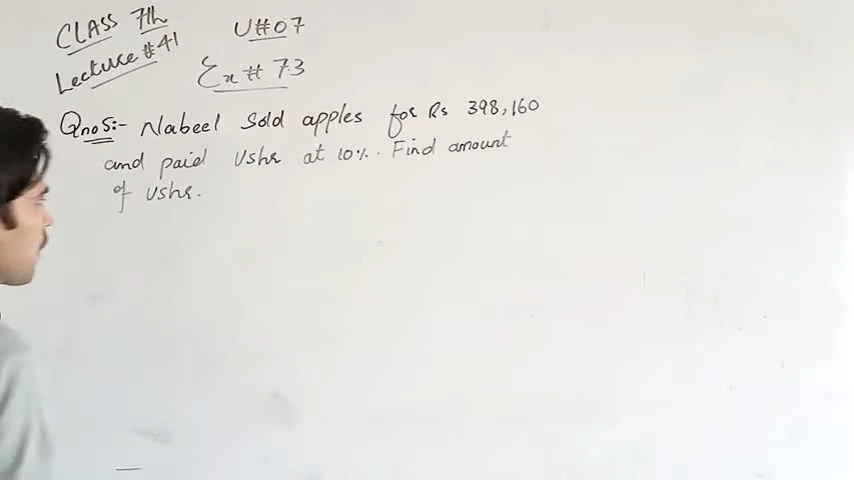 CLASS 7th
U#07
Lecture #41
Ex # 7.3
Qno5:- Nabeel Sold apples for Rs 398,160
and paid Ushr at 10%. Find amount
of Ushr.